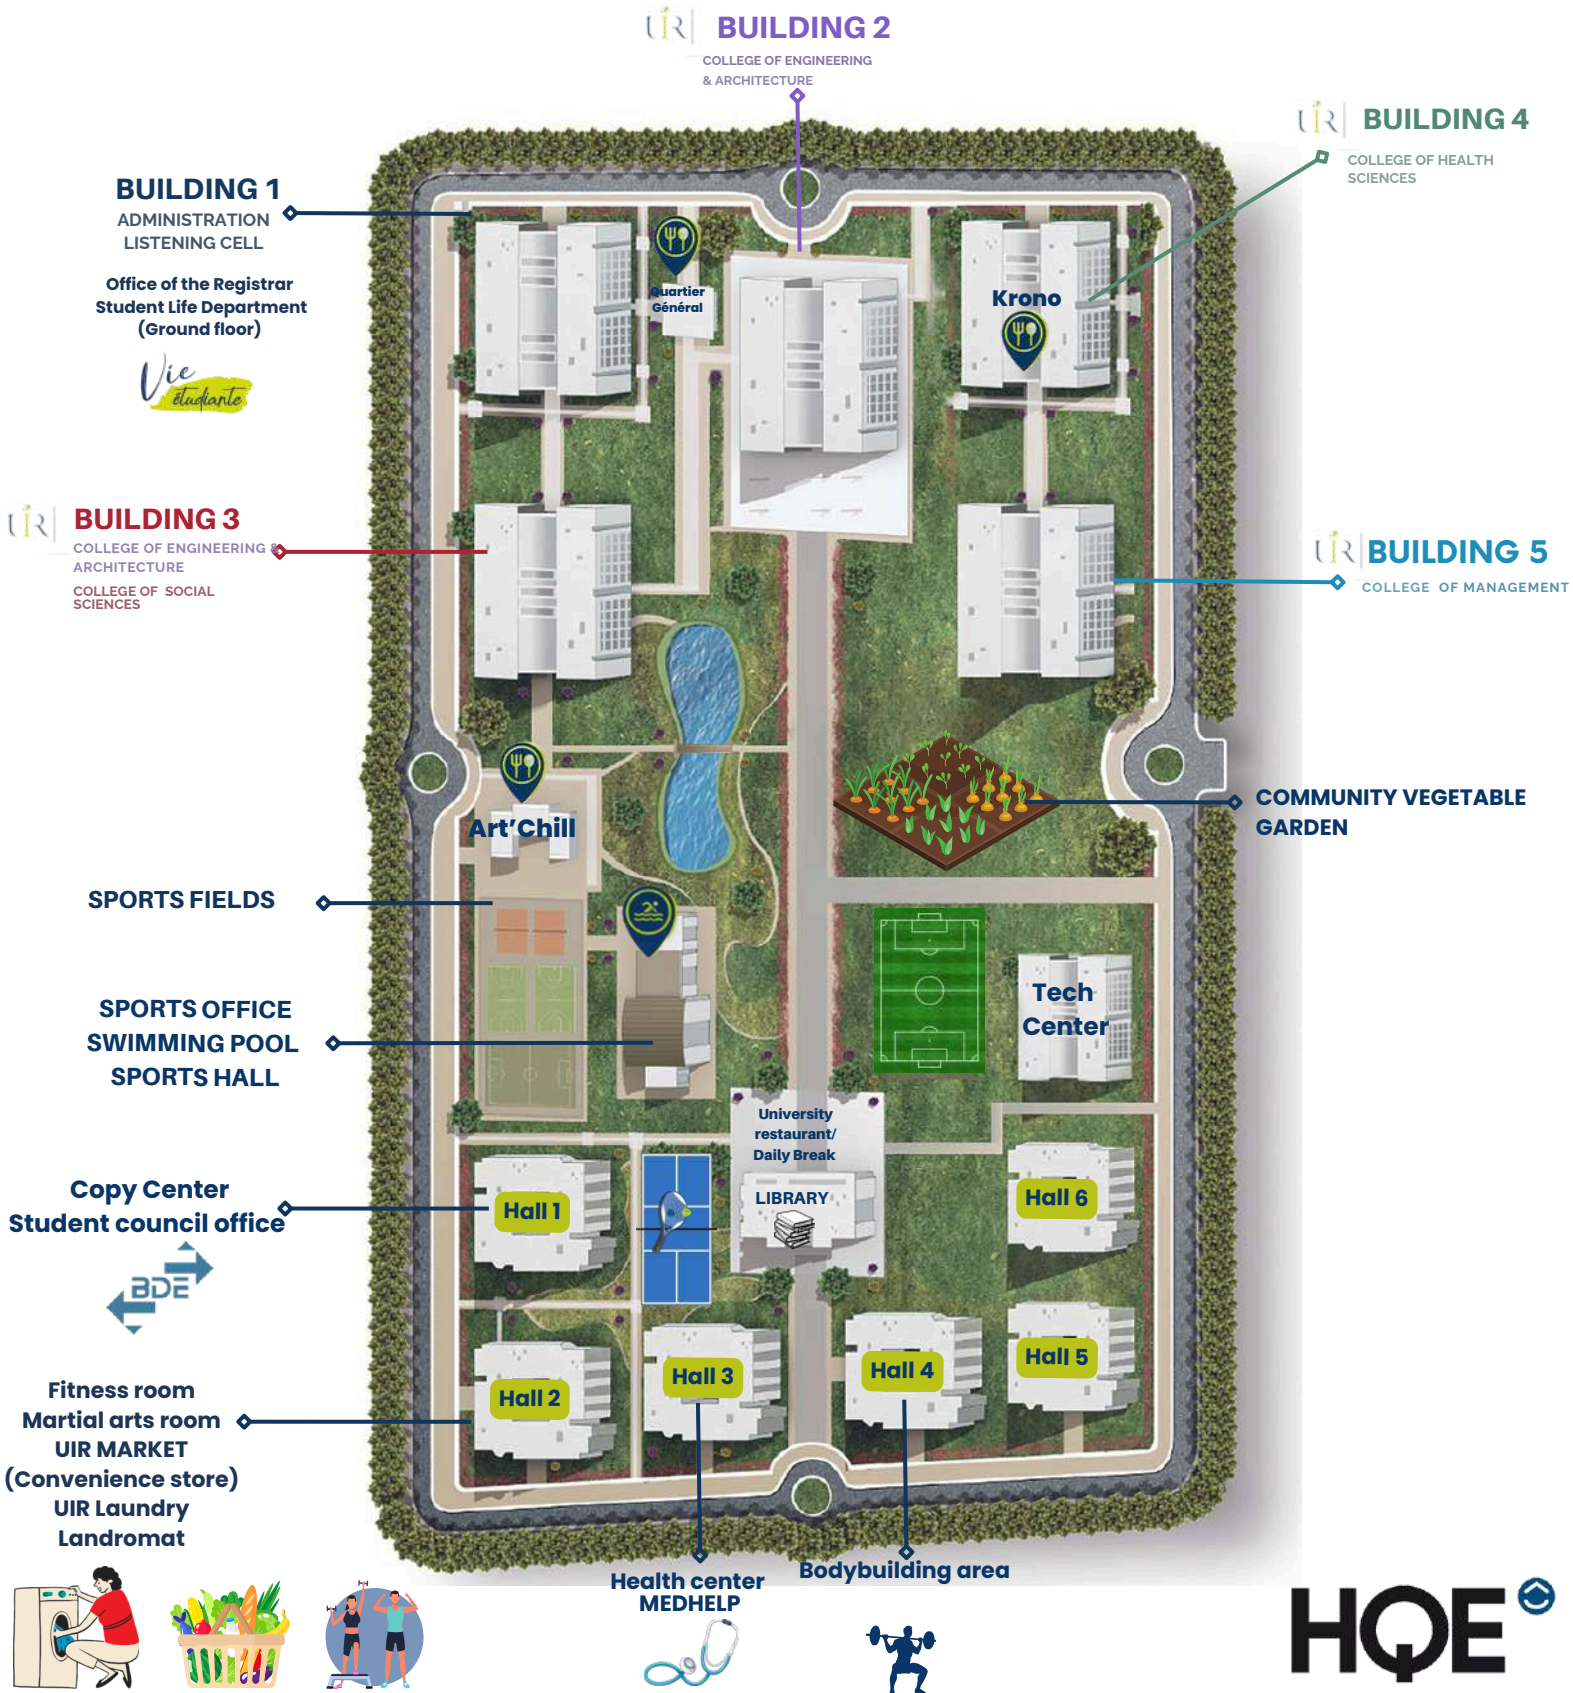 UIR BUILDING 2
COLLEGE OF ENGINEERING
& ARCHITECTURE
UIR BUILDING 4
COLLEGE OF HEALTH
SCIENCES
BUILDING 1
ADMINISTRATION
LISTENING CELL
Office of the Registrar
Student Life Department
(Ground floor)
Vie
étudiante
Quartier
Général
Krono
UIR BUILDING 3
COLLEGE OF ENGINEERING &
ARCHITECTURE
COLLEGE OF SOCIAL
SCIENCES
UIR BUILDING 5
COLLEGE OF MANAGEMENT
Art'Chill
COMMUNITY VEGETABLE
GARDEN
SPORTS FIELDS
SPORTS OFFICE
SWIMMING POOL
SPORTS HALL
Tech
Center
University
restaurant/
Daily Break
LIBRARY
Copy Center
Student council office
BDE
Hall 1
Hall 6
Hall 2
Hall 3
Hall 4
Hall 5
Fitness room
Martial arts room
UIR MARKET
(Convenience store)
UIR Laundry
Landromat
Health center
MEDHELP
Bodybuilding area
HQE